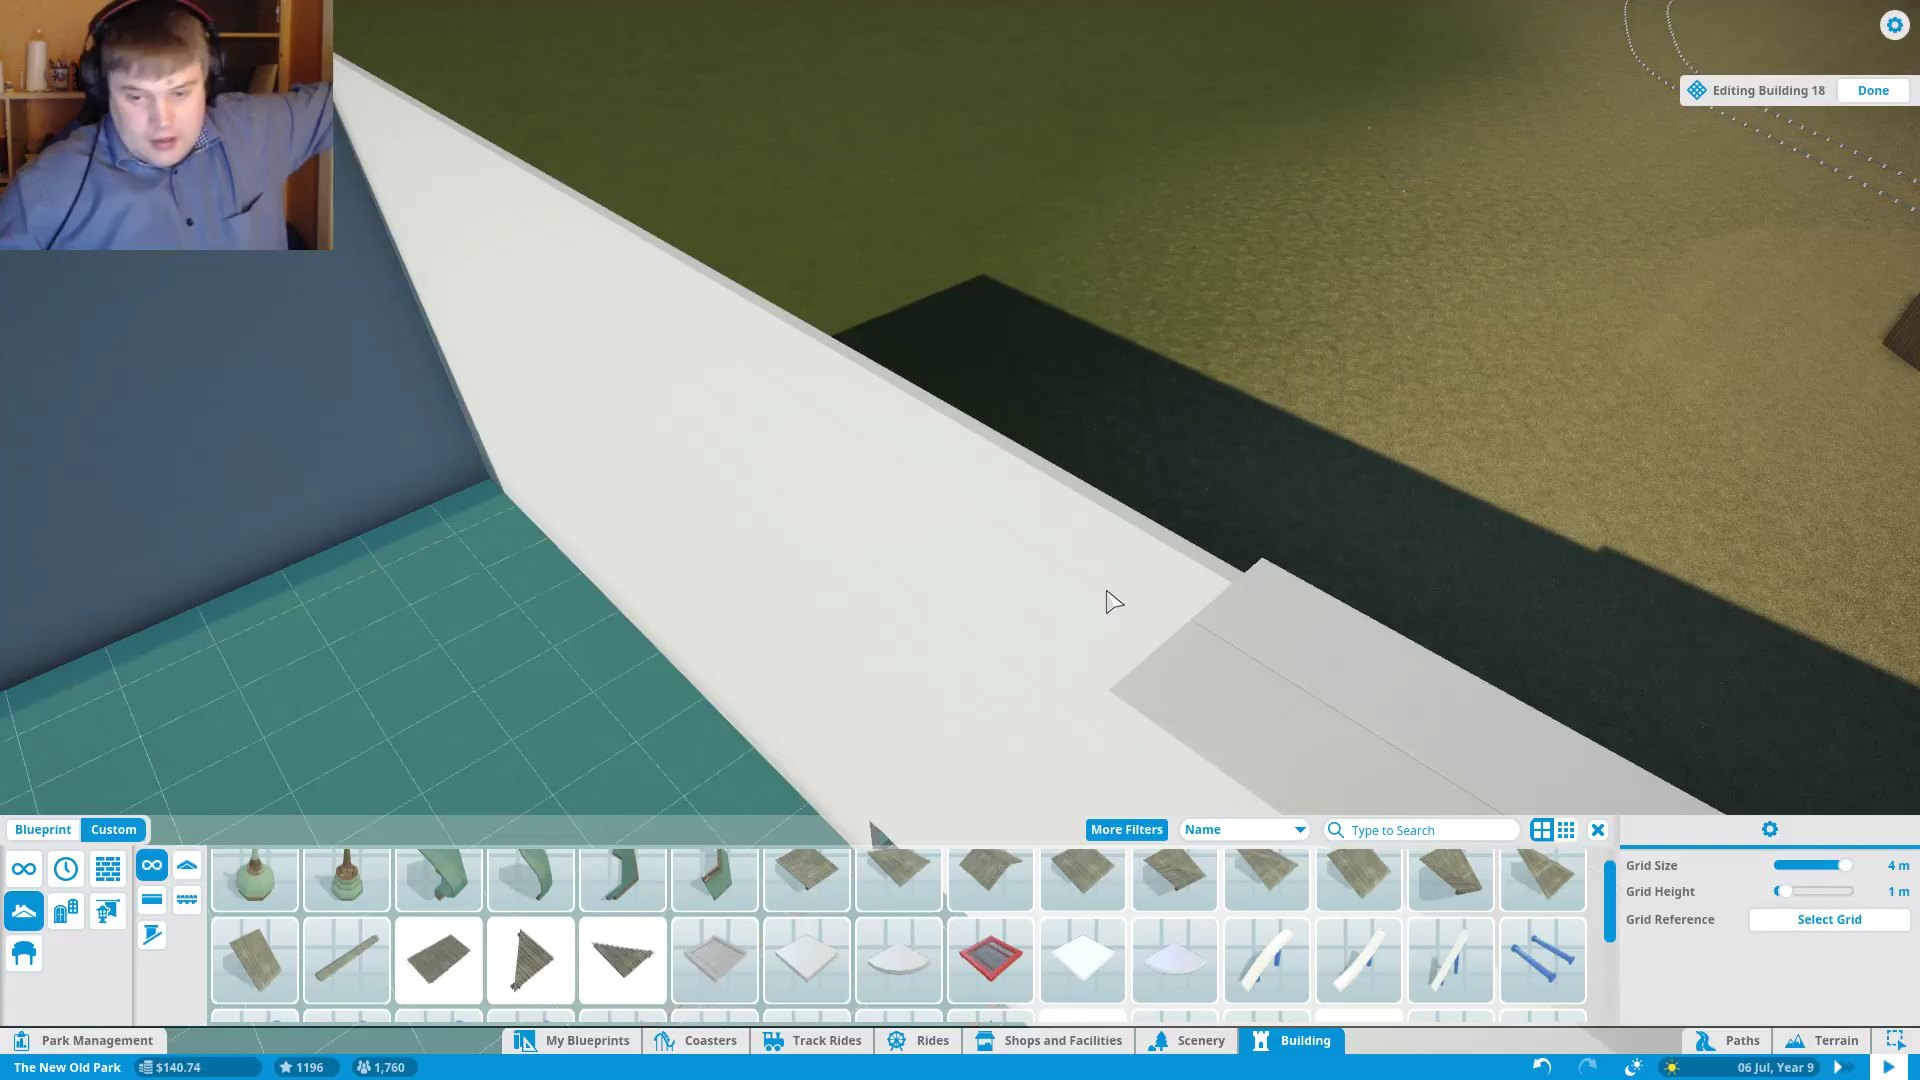 Editing Building 18
Done
Blueprint
Custom
More Filters
Name
Type to Search
Grid Size
4 m
Grid Height
1 m
Grid Reference
Select Grid
Park Management
My Blueprints
Coasters
Track Rides
Rides
Shops and Facilities
Scenery
Building
Paths
Terrain
The New Old Park
$140.74
1196
1,760
06 Jul, Year 9